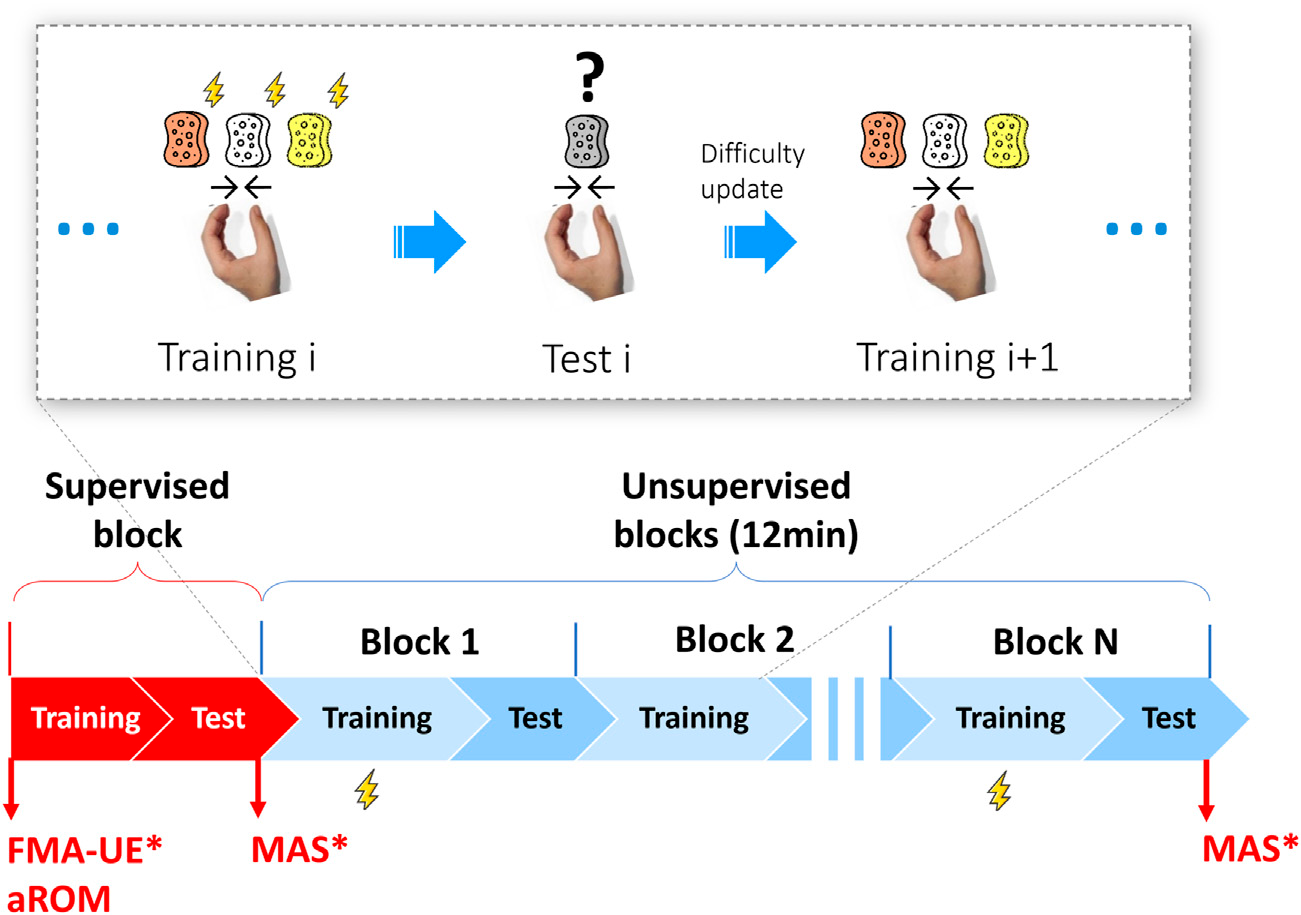 ?
Difficulty
update
Training i
Test i
Training i+1
Supervised
block
Unsupervised
blocks (12min)
Block 1
Block 2
Block N
Training
Test
Training
Test
Training
Training
Test
FMA-UE*
aROM
MAS*
MAS*